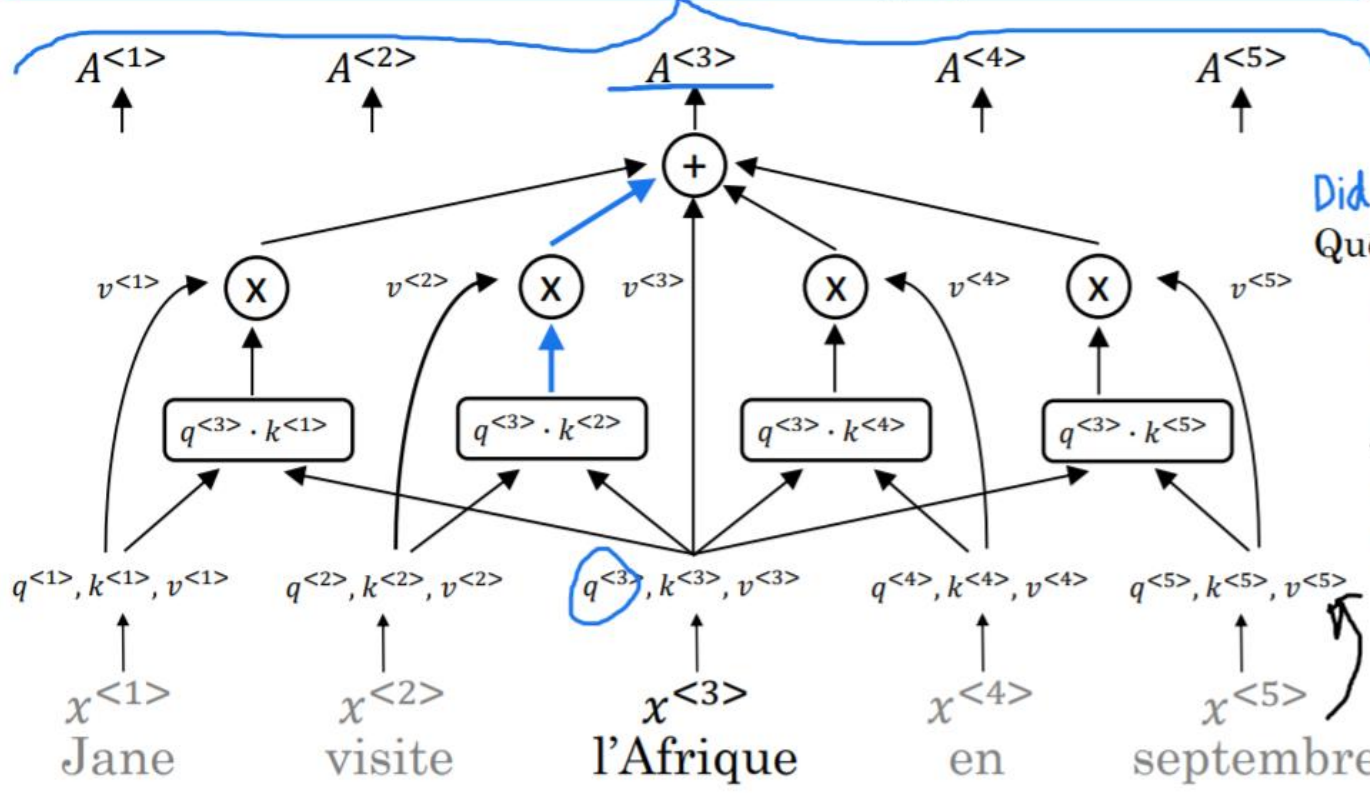 A<1> A<2> A<3> A<4> A<5>
+
Did
v<1> X v<2> X v<3> X v<4> X v<5>
q<3> · k<1> q<3> · k<2> q<3> · k<4> q<3> · k<5>
q<1>, k<1>, v<1> q<2>, k<2>, v<2> q<3>, k<3>, v<3> q<4>, k<4>, v<4> q<5>, k<5>, v<5>
x<1> x<2> x<3> x<4> x<5>
Jane visite l'Afrique en septembre